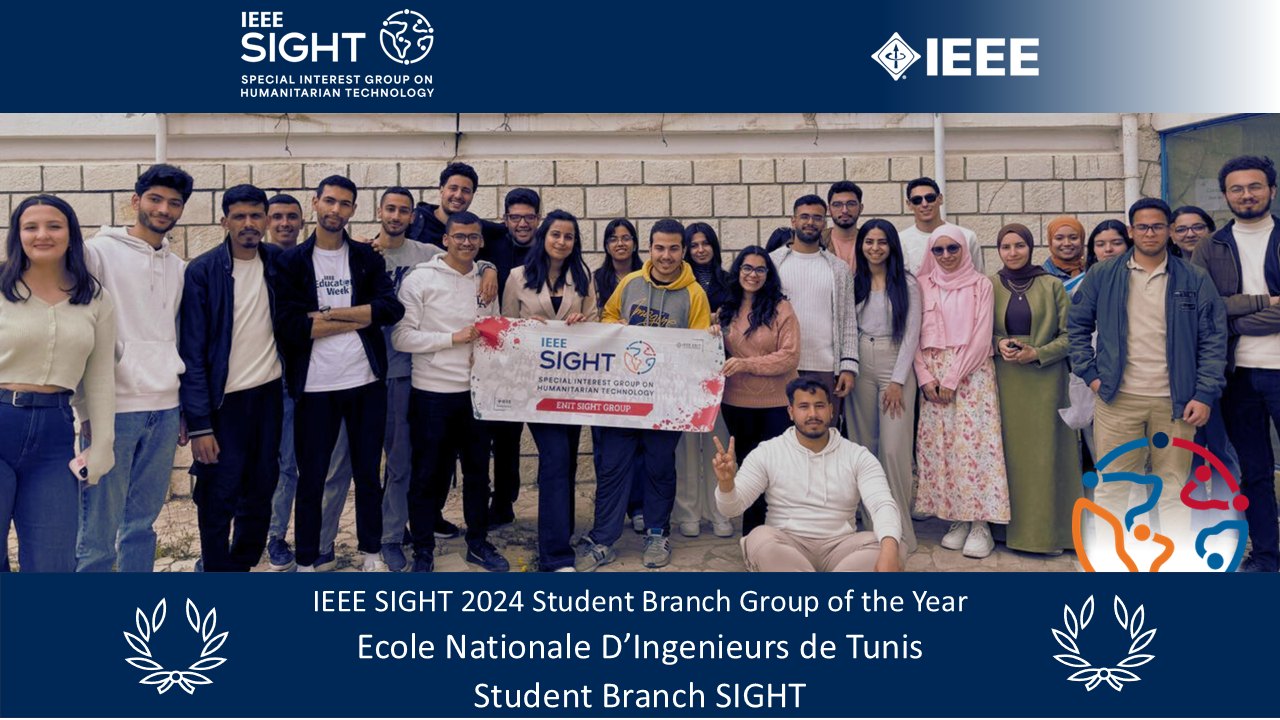 IEEE
SIGHT
SPECIAL INTEREST GROUP ON
HUMANITARIAN TECHNOLOGY
IEEE
IEEE
Education
Week
IEEE
SIGHT
SPECIAL INTEREST GROUP ON
HUMANITARIAN TECHNOLOGY
ENIT SIGHT GROUP
IEEE SIGHT 2024 Student Branch Group of the Year
Ecole Nationale D’Ingenieurs de Tunis
Student Branch SIGHT